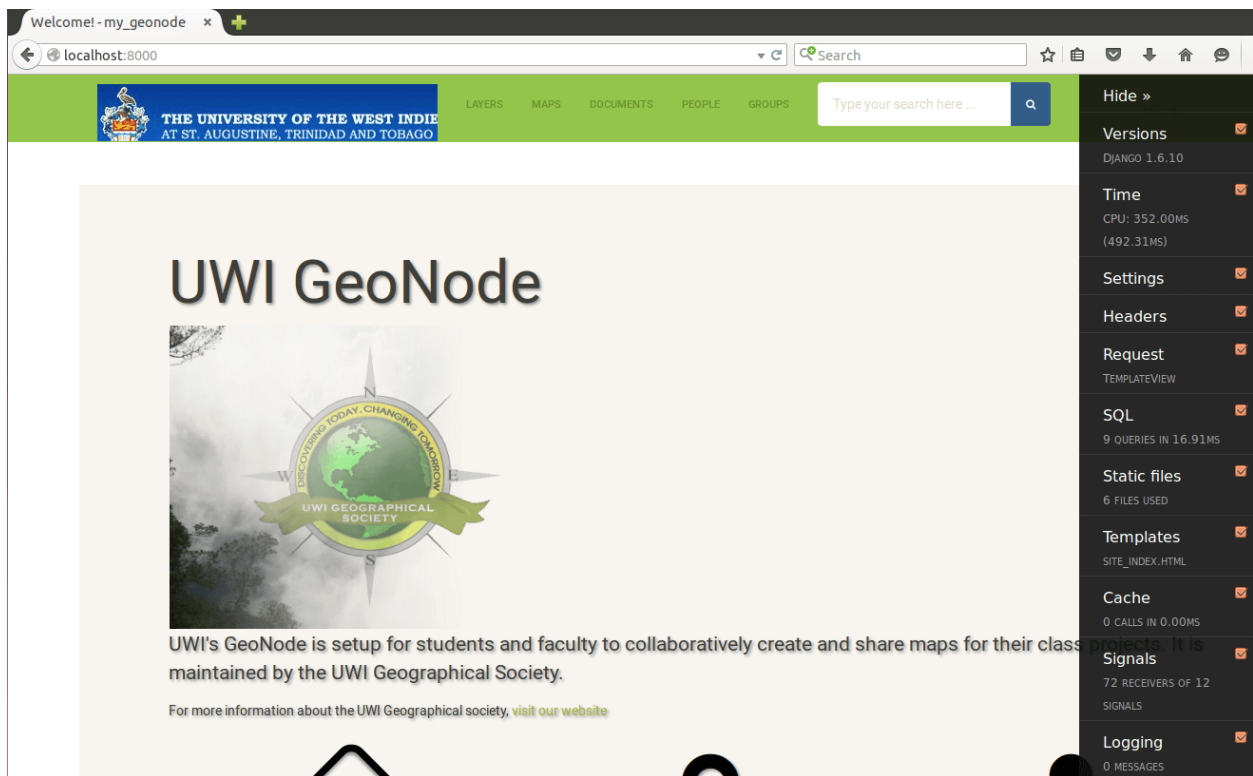 Welcome! - my_geonode
localhost:8000
Search
THE UNIVERSITY OF THE WEST INDIE
AT ST. AUGUSTINE, TRINIDAD AND TOBAGO
LAYERS MAPS DOCUMENTS PEOPLE GROUPS
Type your search here ...
UWI GeoNode
N
DISCOVERING TODAY, CHANGING TOMORROW
W
E
UWI GEOGRAPHICAL
SOCIETY
S
UWI's GeoNode is setup for students and faculty to collaboratively create and share maps for their class projects. It is
maintained by the UWI Geographical Society.
For more information about the UWI Geographical society, visit our website
Hide »
Versions
DJANGO 1.6.10
Time
CPU: 352.00MS
(492.31MS)
Settings
Headers
Request
TEMPLATEVIEW
SQL
9 QUERIES IN 16.91MS
Static files
6 FILES USED
Templates
SITE_INDEX.HTML
Cache
0 CALLS IN 0.00MS
Signals
72 RECEIVERS OF 12
SIGNALS
Logging
0 MESSAGES